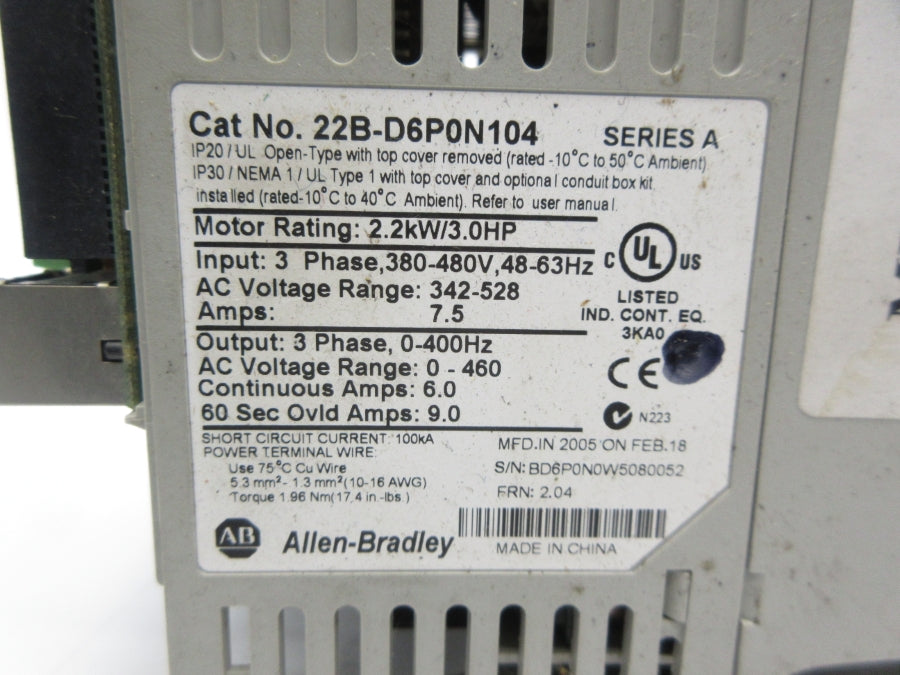 Cat No. 22B-D6P0N104 SERIES A
IP20 / UL Open-Type with top cover removed (rated -10°C to 50°C Ambient)
IP30 / NEMA 1 / UL Type 1 with top cover and optional conduit box kit
installed (rated-10°C to 40°C Ambient). Refer to user manual.
Motor Rating: 2.2kW/3.0HP
Input: 3 Phase,380-480V,48-63Hz
AC Voltage Range: 342-528
Amps: 7.5
C UL US
LISTED
IND. CONT. EQ.
3KA0
Output: 3 Phase, 0-400Hz
AC Voltage Range: 0 - 460
Continuous Amps: 6.0
60 Sec Ovld Amps: 9.0
CE
N223
SHORT CIRCUIT CURRENT: 100kA
POWER TERMINAL WIRE:
Use 75°C Cu Wire
5.3 mm² - 1.3 mm² (10-16 AWG)
Torque 1.96 Nm(17.4 in.-lbs.)
MFD.IN 2005 ON FEB.18
S/N: BD6P0N0W5080052
FRN: 2.04
AB Allen-Bradley
MADE IN CHINA